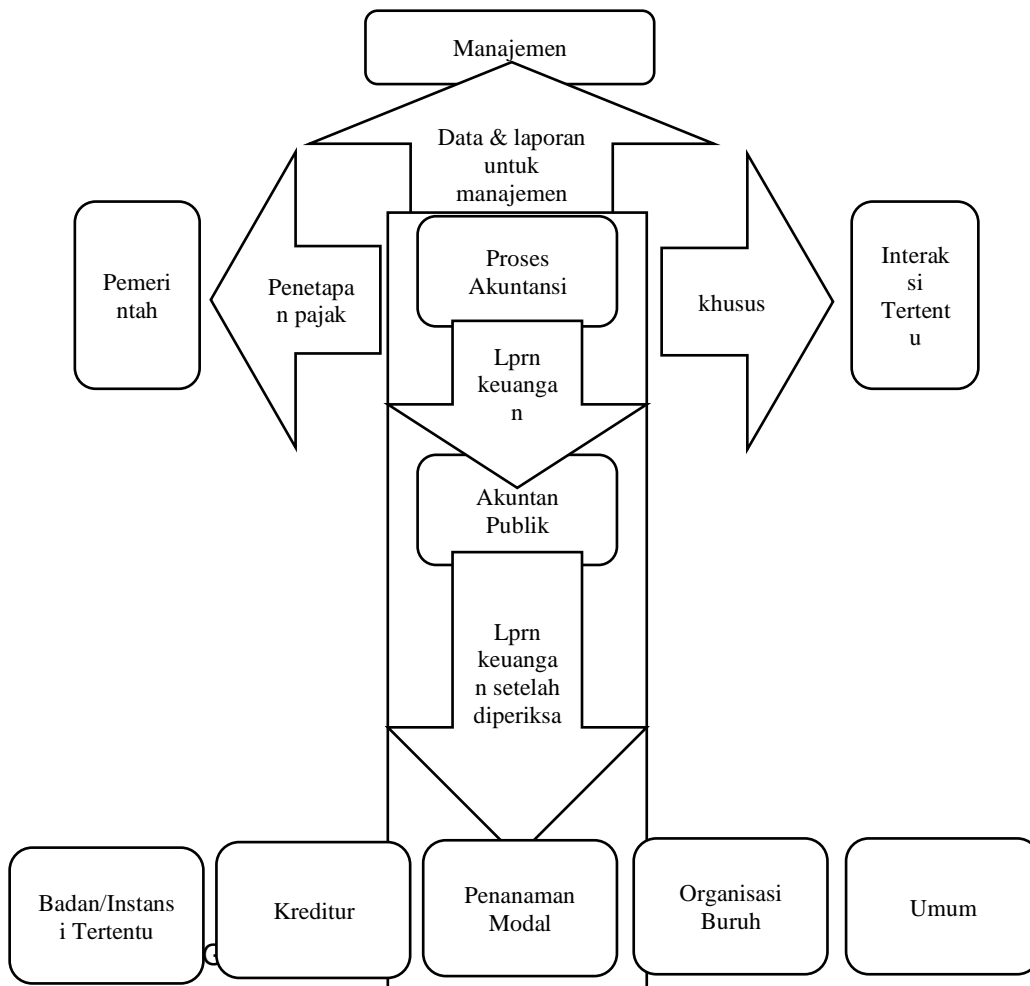 Manajemen
Data & laporan
untuk
manajemen
Pemeri
ntah
Penetapa
n pajak
Proses
Akuntansi
khusus
Interak
si
Tertent
u
Lprn
keuanga
n
Akuntan
Publik
Lprn
keuanga
n setelah
diperiksa
Badan/Instans
i Tertentu
Kreditur
Penanaman
Modal
Organisasi
Buruh
Umum